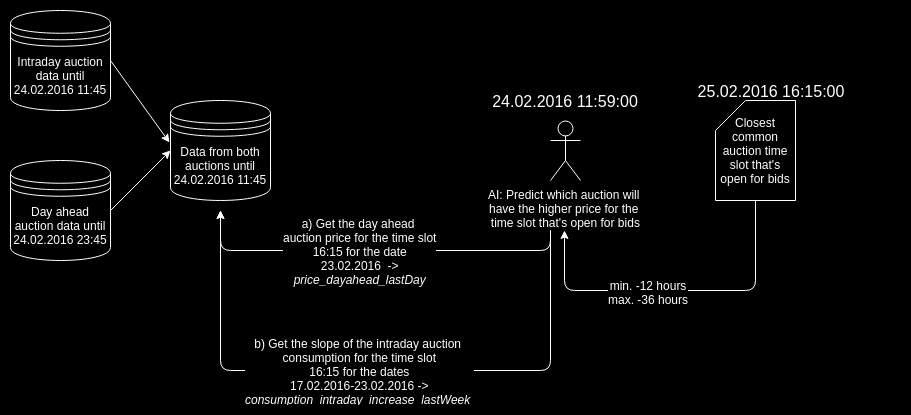 Intraday auction
data until
24.02.2016 11:45
Day ahead
auction data until
24.02.2016 23:45
Data from both
auctions until
24.02.2016 11:45
24.02.2016 11:59:00
AI: Predict which auction will
have the higher price for the
time slot that's open for bids
25.02.2016 16:15:00
Closest
common
auction time
slot that's
open for bids
min. -12 hours
max. -36 hours
a) Get the day ahead
auction price for the time slot
16:15 for the date
23.02.2016 ->
price_dayahead_lastDay
b) Get the slope of the intraday auction
consumption for the time slot
16:15 for the dates
17.02.2016-23.02.2016 ->
consumption_intraday_increase_lastWeek